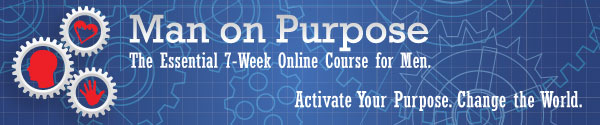 Man on Purpose
The Essential 7-Week Online Course for Men.
Activate Your Purpose. Change the World.